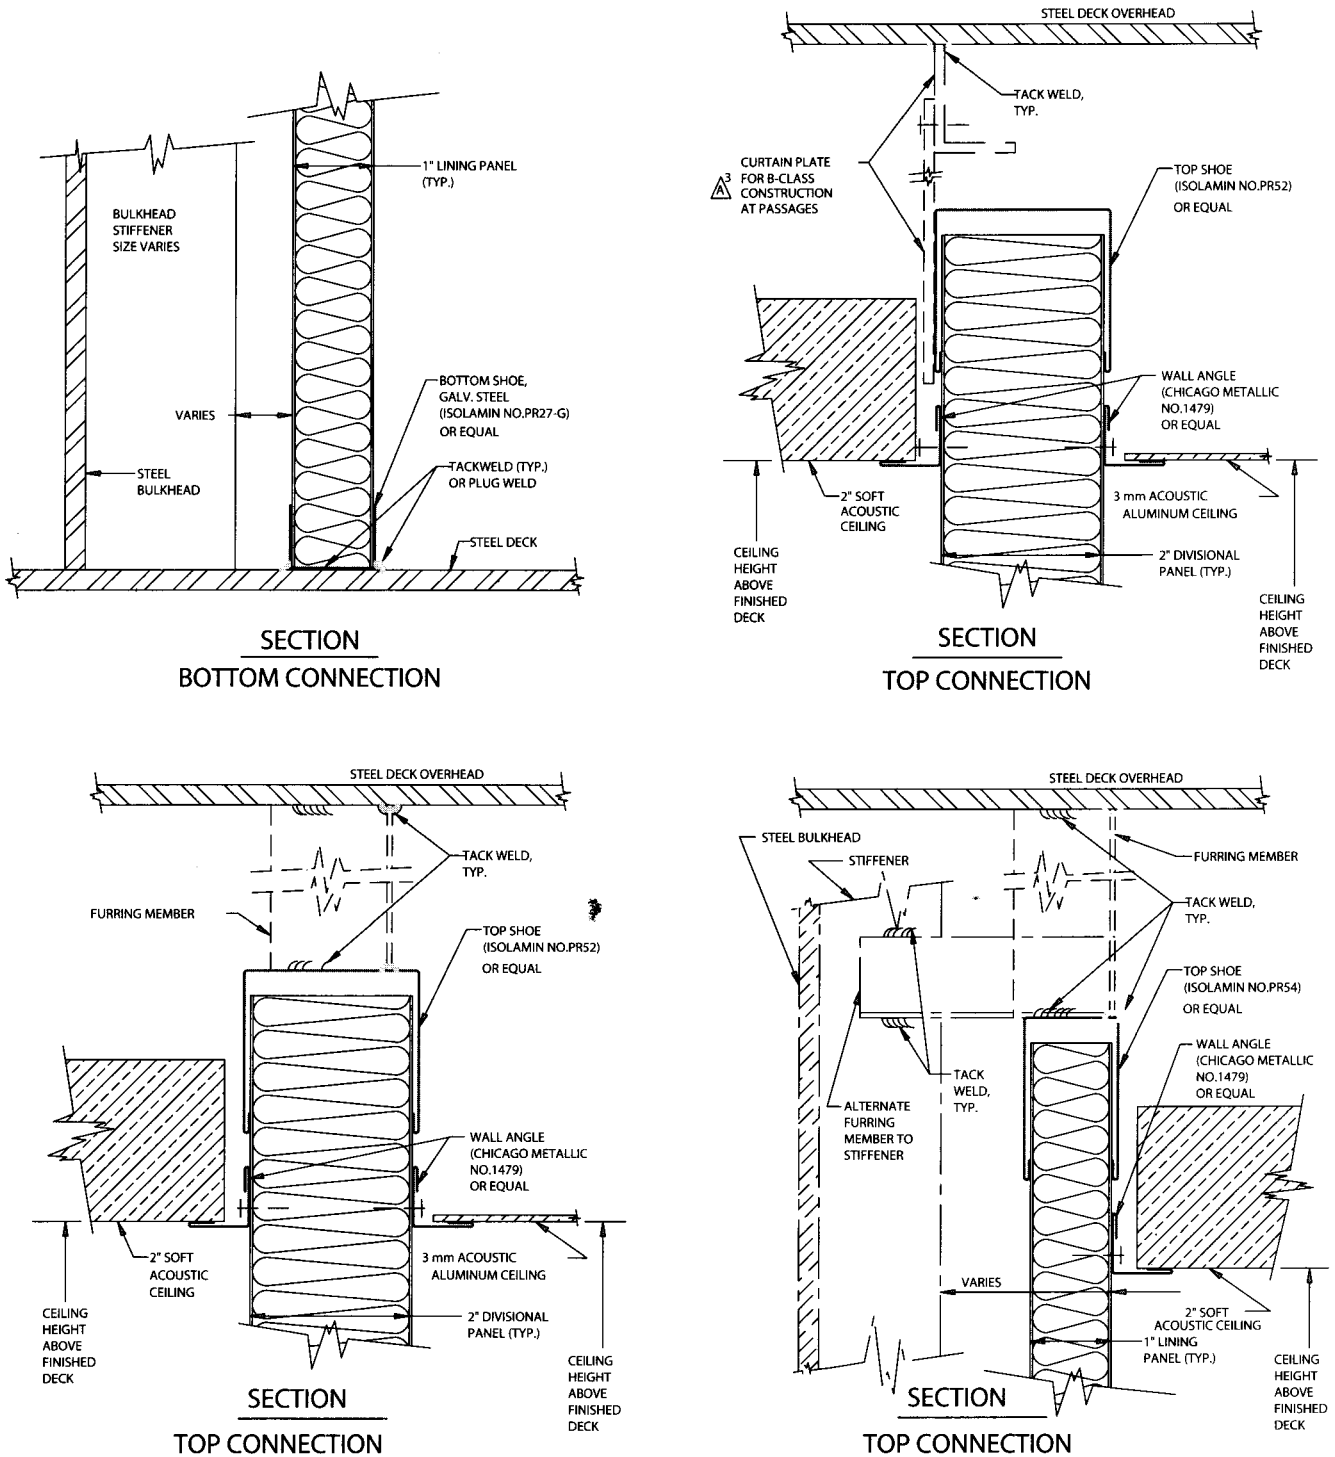 BULKHEAD
STIFFENER
SIZE VARIES
1" LINING PANEL
(TYP.)
VARIES
BOTTOM SHOE,
GALV. STEEL
(ISOLAMIN NO.PR27-G)
OR EQUAL
STEEL
BULKHEAD
TACKWELD (TYP.)
OR PLUG WELD
STEEL DECK
SECTION
BOTTOM CONNECTION
STEEL DECK OVERHEAD
TACK WELD,
TYP.
3
A
CURTAIN PLATE
FOR B-CLASS
CONSTRUCTION
AT PASSAGES
TOP SHOE
(ISOLAMIN NO.PR52)
OR EQUAL
WALL ANGLE
(CHICAGO METALLIC
NO.1479)
OR EQUAL
2" SOFT
ACOUSTIC
CEILING
3 mm ACOUSTIC
ALUMINUM CEILING
CEILING
HEIGHT
ABOVE
FINISHED
DECK
2" DIVISIONAL
PANEL (TYP.)
CEILING
HEIGHT
ABOVE
FINISHED
DECK
SECTION
TOP CONNECTION
STEEL DECK OVERHEAD
TACK WELD,
TYP.
FURRING MEMBER
TOP SHOE
(ISOLAMIN NO.PR52)
OR EQUAL
WALL ANGLE
(CHICAGO METALLIC
NO.1479)
OR EQUAL
2" SOFT
ACOUSTIC
CEILING
3 mm ACOUSTIC
ALUMINUM CEILING
CEILING
HEIGHT
ABOVE
FINISHED
DECK
2" DIVISIONAL
PANEL (TYP.)
CEILING
HEIGHT
ABOVE
FINISHED
DECK
SECTION
TOP CONNECTION
STEEL DECK OVERHEAD
STEEL BULKHEAD
STIFFENER
FURRING MEMBER
TACK WELD,
TYP.
TOP SHOE
(ISOLAMIN NO.PR54)
OR EQUAL
WALL ANGLE
(CHICAGO METALLIC
NO.1479)
OR EQUAL
TACK
WELD,
TYP.
ALTERNATE
FURRING
MEMBER TO
STIFFENER
VARIES
2" SOFT
ACOUSTIC CEILING
1" LINING
PANEL (TYP.)
CEILING
HEIGHT
ABOVE
FINISHED
DECK
SECTION
TOP CONNECTION